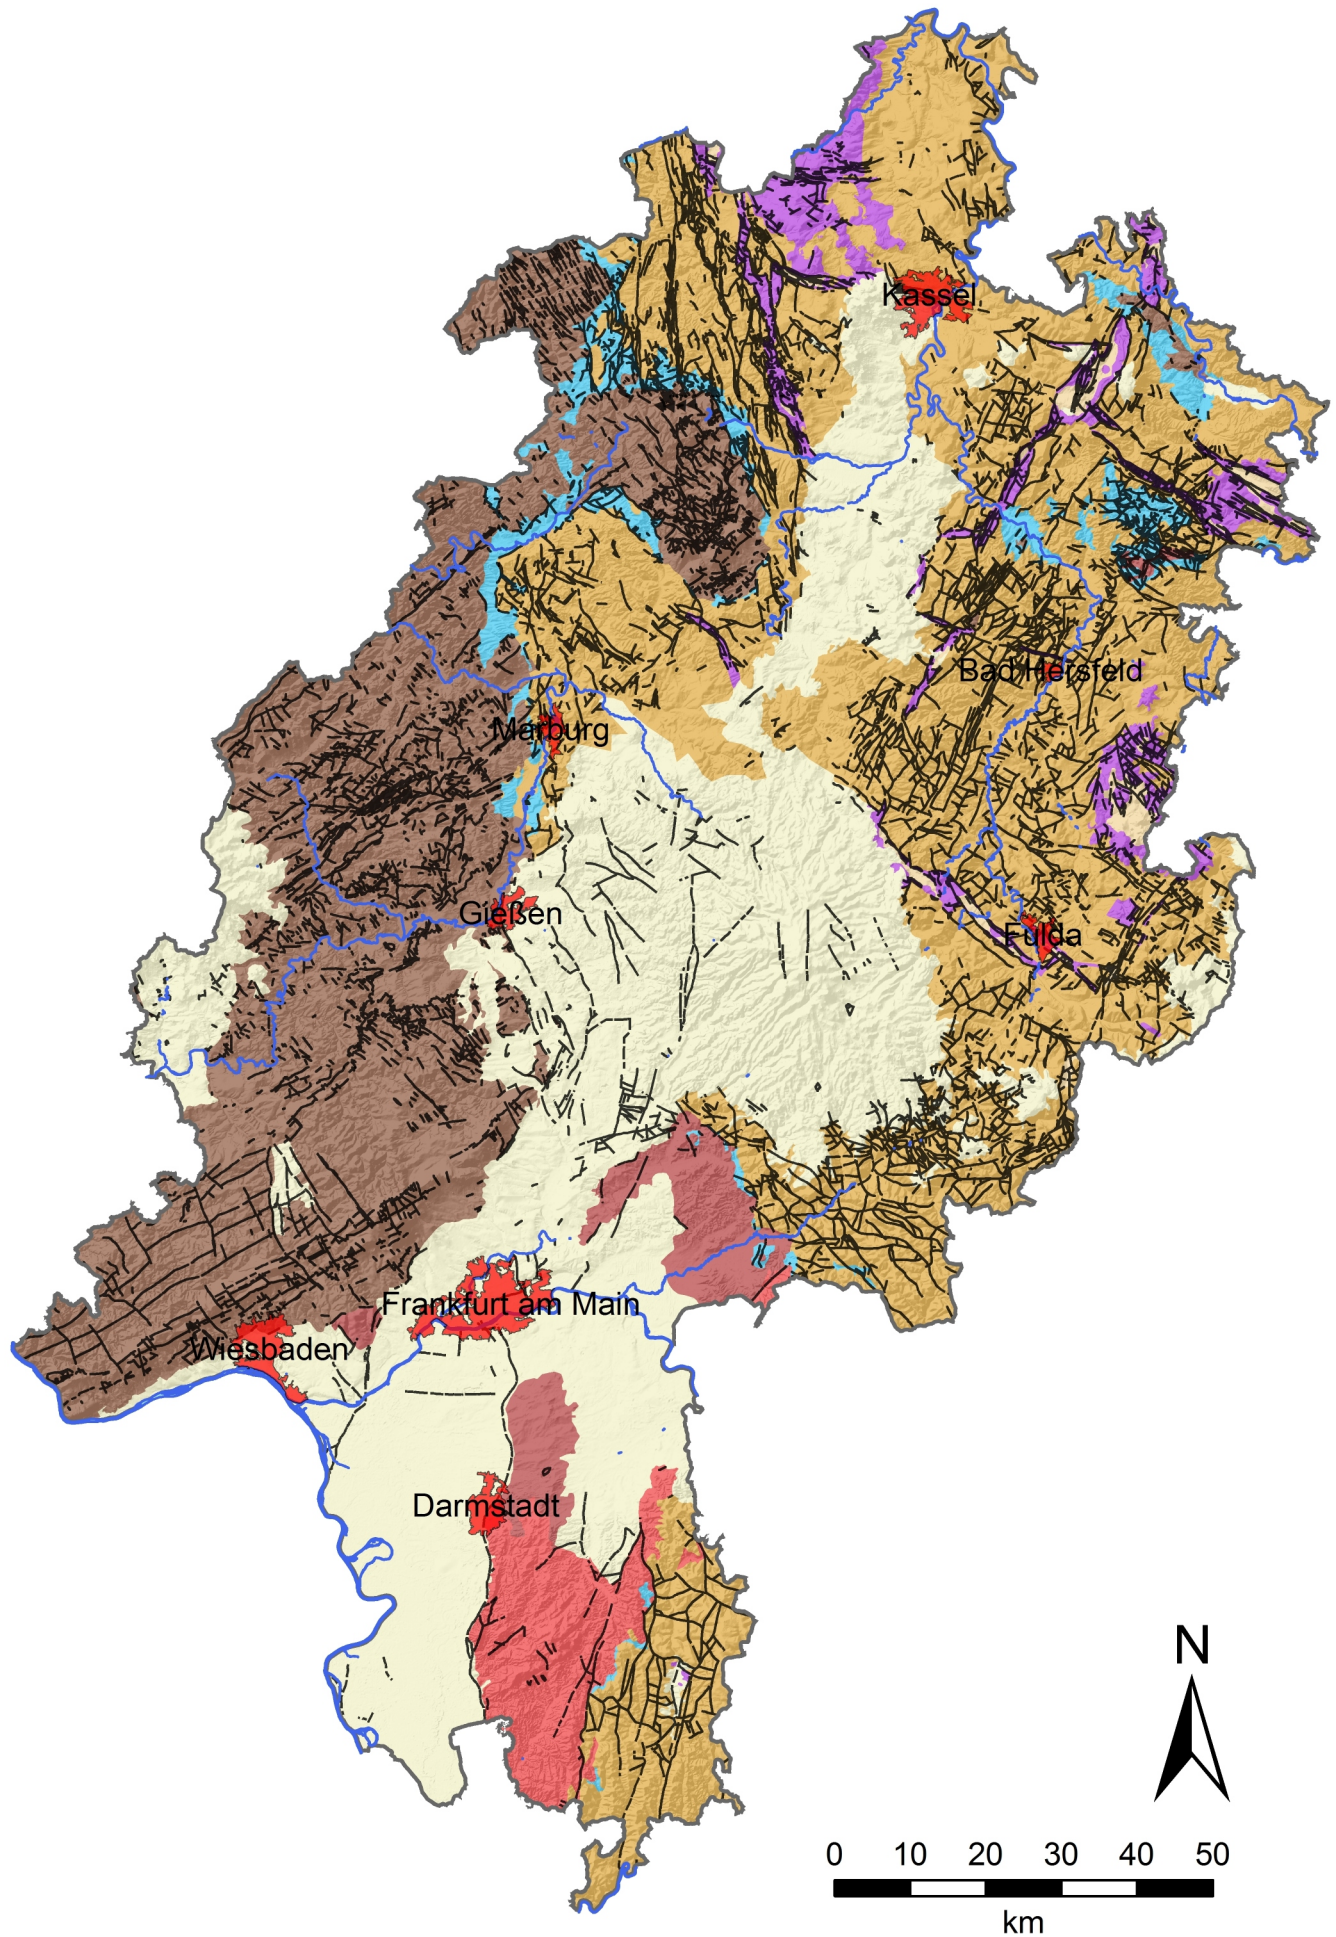 Kassel
Bad Hersfeld
Marburg
Gießen
Fulda
Frankfurt am Main
Wiesbaden
Darmstadt
N
0 10 20 30 40 50
km